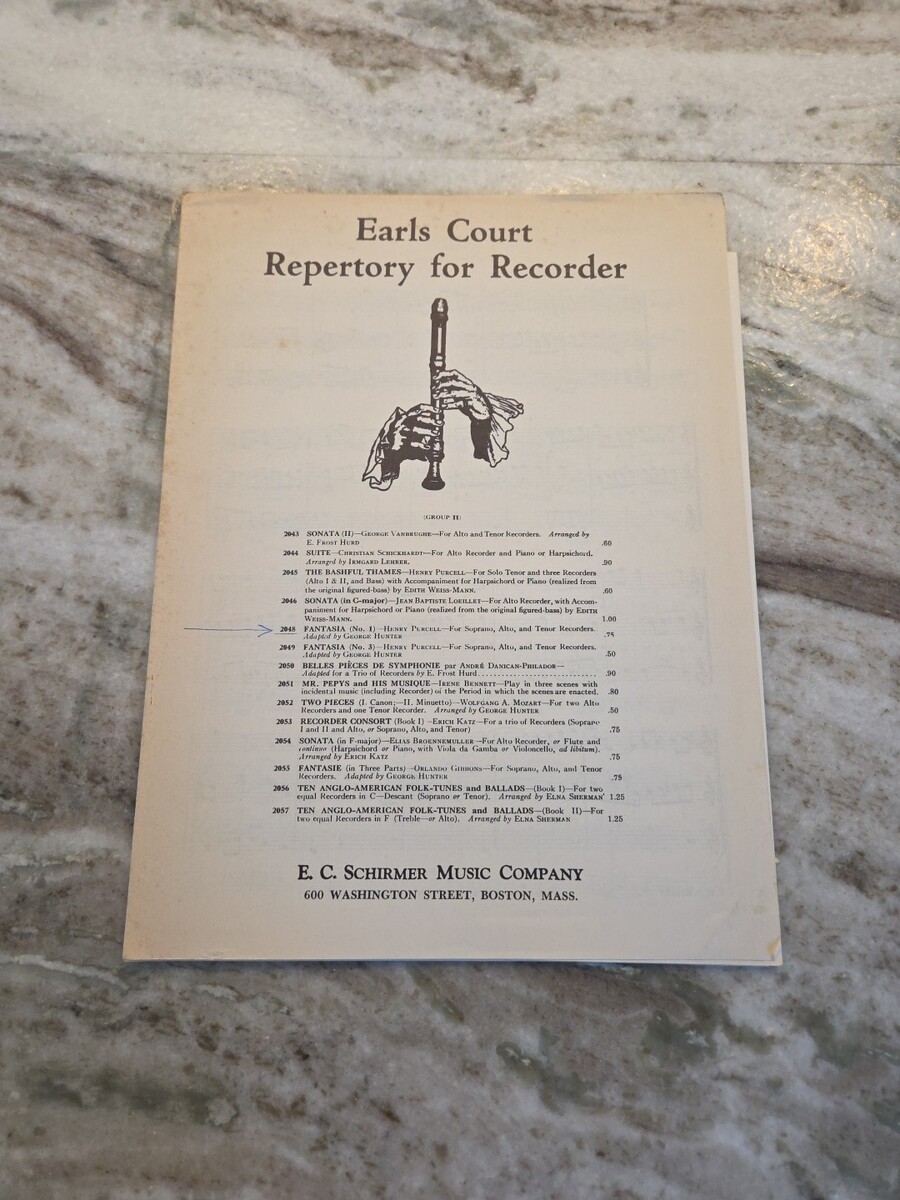 Earls Court
Repertory for Recorder
(GROUP II)
2043 SONATA (II)—George Vanbrughe—For Alto and Tenor Recorders. Arranged by
E. Frost Hurd .60
2044 SUITE—Christian Schickhardt—For Alto Recorder and Piano or Harpsichord.
Arranged by Irmgard Lehrer. .90
2045 THE BASHFUL THAMES—Henry Purcell—For Solo Tenor and three Recorders
(Alto I & II, and Bass) with Accompaniment for Harpsichord or Piano (realized from
the original figured-bass) by Edith Weiss-Mann. .60
2046 SONATA (in G-major)—Jean Baptiste Loeillet—For Alto Recorder, with Accom-
paniment for Harpsichord or Piano (realized from the original figured-bass) by Edith
Weiss-Mann. 1.00
2048 FANTASIA (No. 1)—Henry Purcell—For Soprano, Alto, and Tenor Recorders.
Adapted by George Hunter .75
2049 FANTASIA (No. 3)—Henry Purcell—For Soprano, Alto, and Tenor Recorders.
Adapted by George Hunter .50
2050 BELLES PIÈCES DE SYMPHONIE par André Danican-Philador—
Adapted for a Trio of Recorders by E. Frost Hurd .90
2051 MR. PEPYS and HIS MUSIQUE—Irene Bennett—Play in three scenes with
incidental music (including Recorder) of the Period in which the scenes are enacted. .80
2052 TWO PIECES (I. Canon;—II. Minuetto)—Wolfgang A. Mozart—For two Alto
Recorders and one Tenor Recorder. Arranged by George Hunter .50
2053 RECORDER CONSORT (Book I)—Erich Katz—For a trio of Recorders (Soprano
I and II and Alto, or Soprano, Alto, and Tenor) .75
2054 SONATA (in F-major)—Elias Broennemuller—For Alto Recorder, or Flute and
continuo (Harpsichord or Piano, with Viola da Gamba or Violoncello, ad libitum).
Arranged by Erich Katz .75
2055 FANTASIE (in Three Parts)—Orlando Gibbons—For Soprano, Alto, and Tenor
Recorders. Adapted by George Hunter .75
2056 TEN ANGLO-AMERICAN FOLK-TUNES and BALLADS—(Book I)—For two
equal Recorders in C—Descant (Soprano or Tenor). Arranged by Elna Sherman 1.25
2057 TEN ANGLO-AMERICAN FOLK-TUNES and BALLADS—(Book II)—For
two equal Recorders in F (Treble—or Alto). Arranged by Elna Sherman 1.25
E. C. Schirmer Music Company
600 WASHINGTON STREET, BOSTON, MASS.